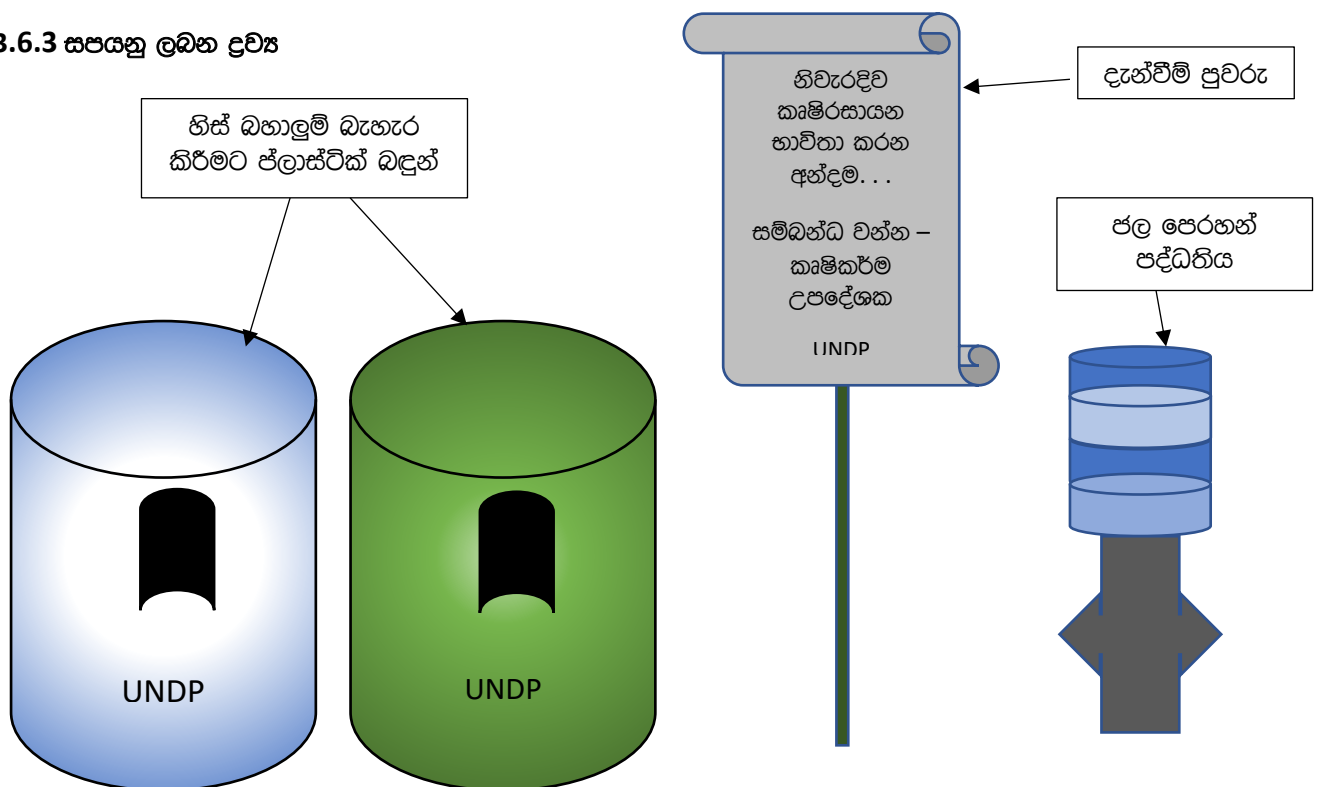 3.6.3 සපයනු ලබන ද්‍රව්‍ය
හිස් බහාලුම් බැහැර
කිරීමට ප්ලාස්ටික් බඳුන්
නිවැරදිව
කෘෂිරසායන
භාවිතා කරන
අන්දම. . .
සම්බන්ධ වන්න –
කෘෂිකර්ම
උපදේශක
UNDP
දැන්වීම් පුවරු
ජල පෙරහන්
පද්ධතිය
UNDP
UNDP